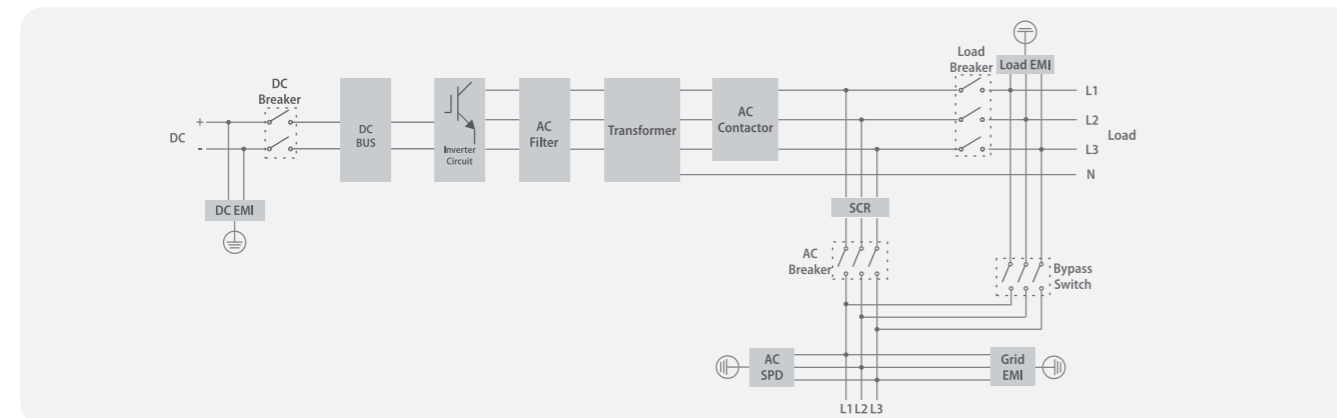 Load
Breaker
Load EMI
DC
Breaker
L1
DC
+
-
DC
BUS
Inverter
Circuit
AC
Filter
Transformer
AC
Contactor
L2
Load
L3
N
DC EMI
SCR
AC
Breaker
Bypass
Switch
AC
SPD
Grid
EMI
L1 L2 L3